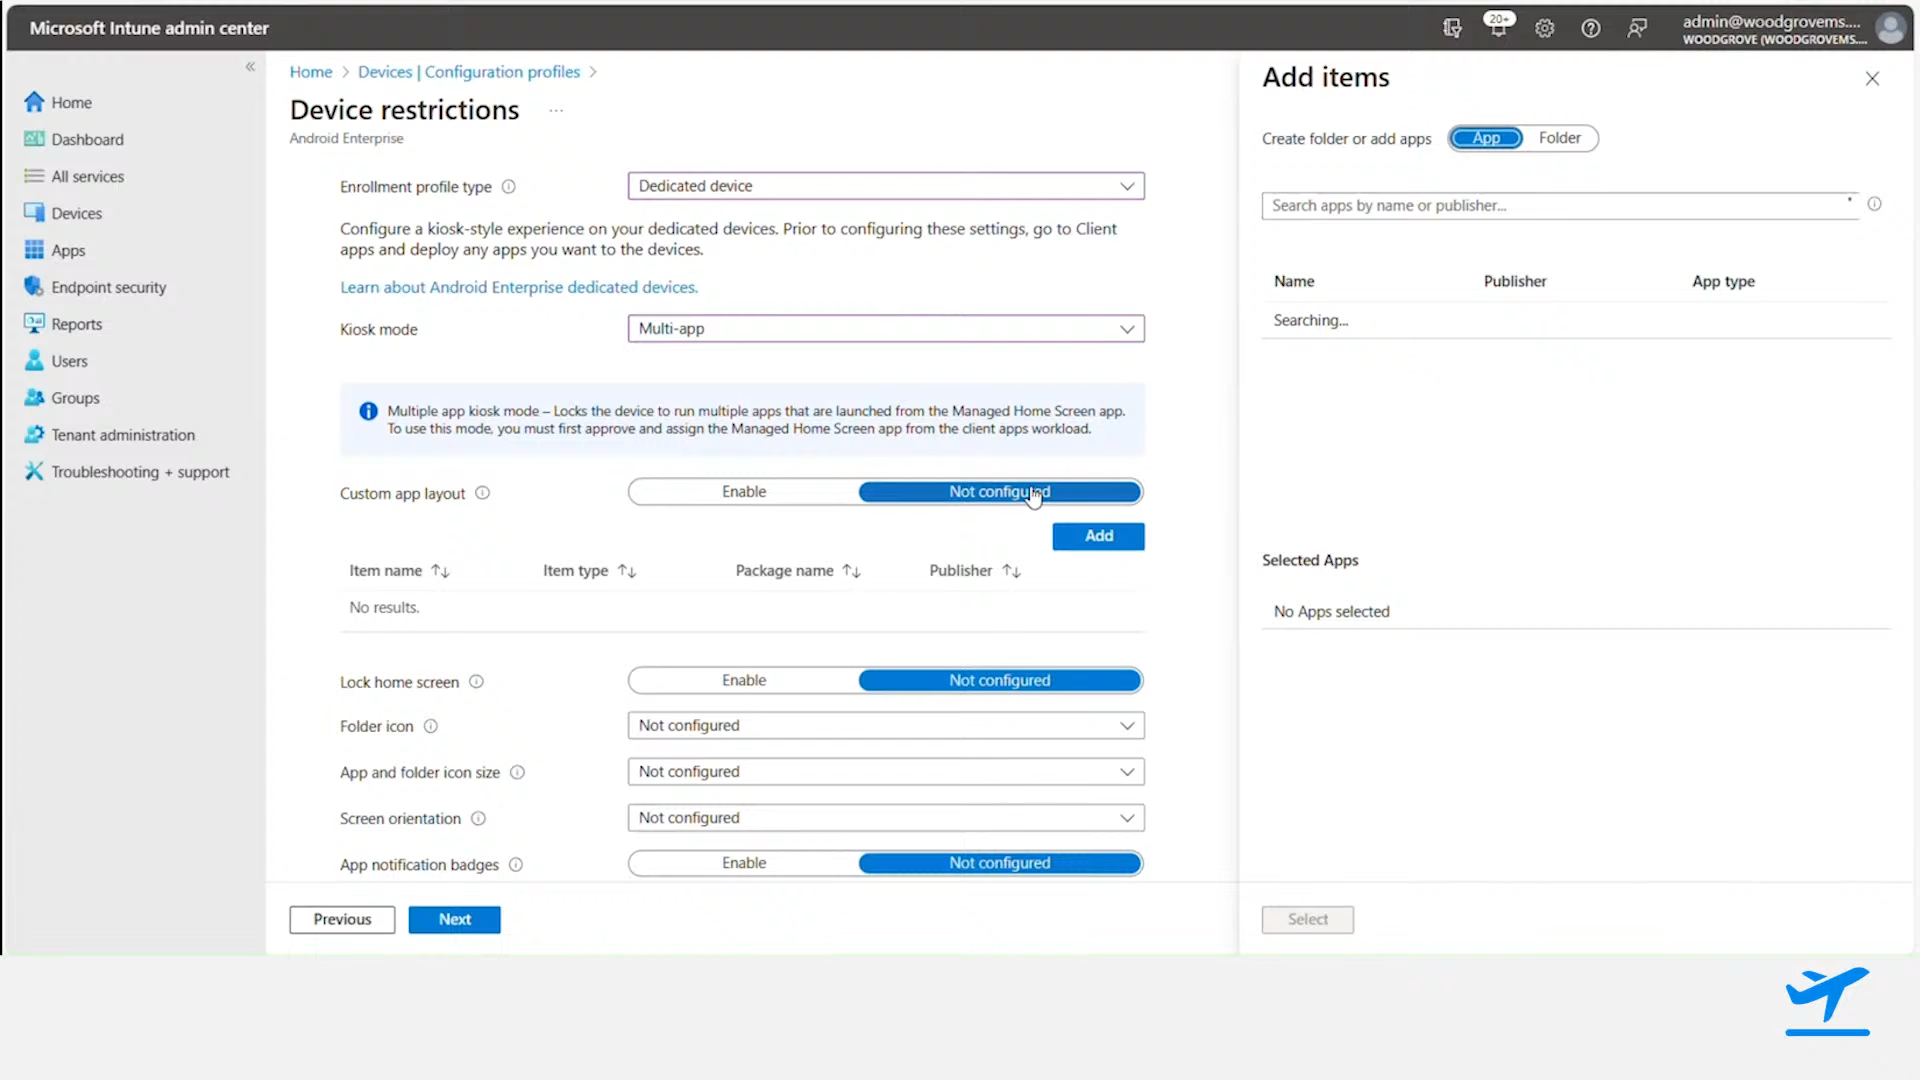 Microsoft Intune admin center
20+
admin@woodgrovems....
WOODGROVE (WOODGROVEMS....
«
Home
Dashboard
All services
Devices
Apps
Endpoint security
Reports
Users
Groups
Tenant administration
Troubleshooting + support
Home > Devices | Configuration profiles >
Device restrictions ...
Android Enterprise
Enrollment profile type
Dedicated device
Configure a kiosk-style experience on your dedicated devices. Prior to configuring these settings, go to Client
apps and deploy any apps you want to the devices.
Learn about Android Enterprise dedicated devices.
Kiosk mode
Multi-app
Multiple app kiosk mode – Locks the device to run multiple apps that are launched from the Managed Home Screen app.
To use this mode, you must first approve and assign the Managed Home Screen app from the client apps workload.
Custom app layout
Enable Not configured
Add
Item name Item type Package name Publisher
No results.
Lock home screen
Enable Not configured
Folder icon
Not configured
App and folder icon size
Not configured
Screen orientation
Not configured
App notification badges
Enable Not configured
Previous Next
Add items
Create folder or add apps App Folder
Search apps by name or publisher... *
Name Publisher App type
Searching...
Selected Apps
No Apps selected
Select